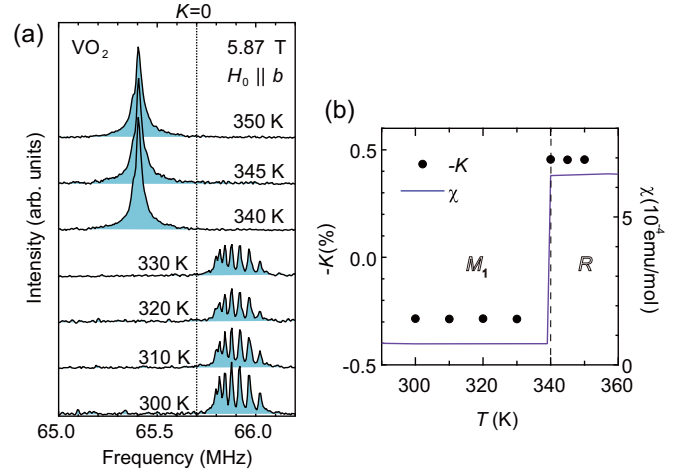 (a)
K=0
VO2
5.87 T
H0 || b
350 K
345 K
340 K
330 K
320 K
310 K
300 K
Intensity (arb. units)
65.0
65.5
66.0
Frequency (MHz)
(b)
-K
χ
M1
R
0.5
0.0
-0.5
-K(%)
5
0
χ(10-4emu/mol)
300
320
340
360
T (K)